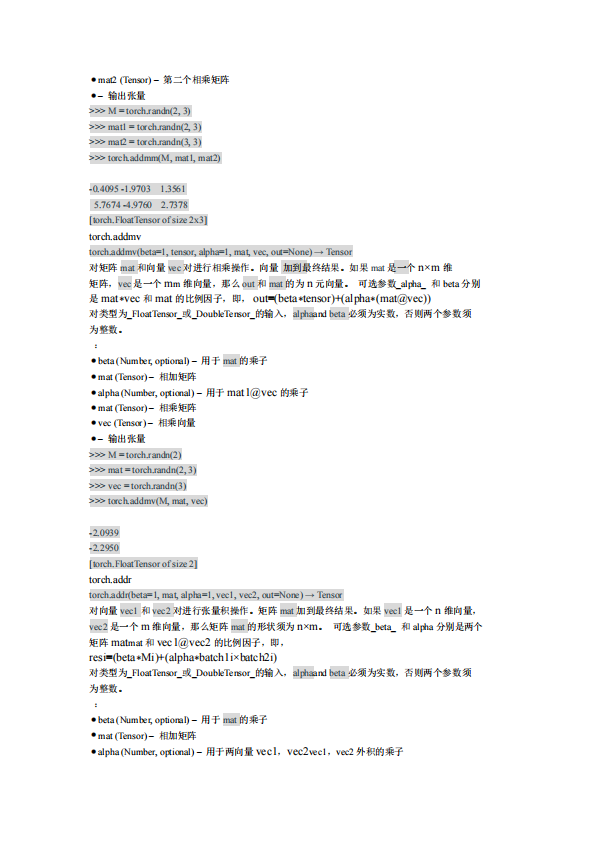 ●mat2 (Tensor) – 第二个相乘矩阵
●– 输出张量
>>> M = torch.randn(2, 3)
>>> mat1 = torch.randn(2, 3)
>>> mat2 = torch.randn(3, 3)
>>> torch.addmm(M, mat1, mat2)
-0.4095 -1.9703 1.3561
5.7674 -4.9760 2.7378
[torch.FloatTensor of size 2x3]
torch.addmv
torch.addmv(beta=1, tensor, alpha=1, mat, vec, out=None) → Tensor
对矩阵 mat 和向量 vec 对进行相乘操作。向量 加到最终结果。如果 mat 是一个 n×m 维
矩阵，vec 是一个 mm 维向量，那么 out 和 mat 的为 n 元向量。 可选参数_alpha_ 和 beta 分别
是 mat∗vec 和 mat 的比例因子，即， out=(beta∗tensor)+(alpha∗(mat@vec))
对类型为_FloatTensor_或_DoubleTensor_的输入，alphaand beta 必须为实数，否则两个参数须
为整数。
：
●beta (Number, optional) – 用于 mat 的乘子
●mat (Tensor) – 相加矩阵
●alpha (Number, optional) – 用于 mat1@vec 的乘子
●mat (Tensor) – 相乘矩阵
●vec (Tensor) – 相乘向量
●– 输出张量
>>> M = torch.randn(2)
>>> mat = torch.randn(2, 3)
>>> vec = torch.randn(3)
>>> torch.addmv(M, mat, vec)
-2.0939
-2.2950
[torch.FloatTensor of size 2]
torch.addr
torch.addr(beta=1, mat, alpha=1, vec1, vec2, out=None) → Tensor
对向量 vec1 和 vec2 对进行张量积操作。矩阵 mat 加到最终结果。如果 vec1 是一个 n 维向量，
vec2 是一个 m 维向量，那么矩阵 mat 的形状须为 n×m。 可选参数_beta_ 和 alpha 分别是两个
矩阵 matmat 和 vec1@vec2 的比例因子，即，
resi=(beta∗Mi)+(alpha∗batch1i×batch2i)
对类型为_FloatTensor_或_DoubleTensor_的输入，alphaand beta 必须为实数，否则两个参数须
为整数。
：
●beta (Number, optional) – 用于 mat 的乘子
●mat (Tensor) – 相加矩阵
●alpha (Number, optional) – 用于两向量 vec1，vec2vec1，vec2 外积的乘子